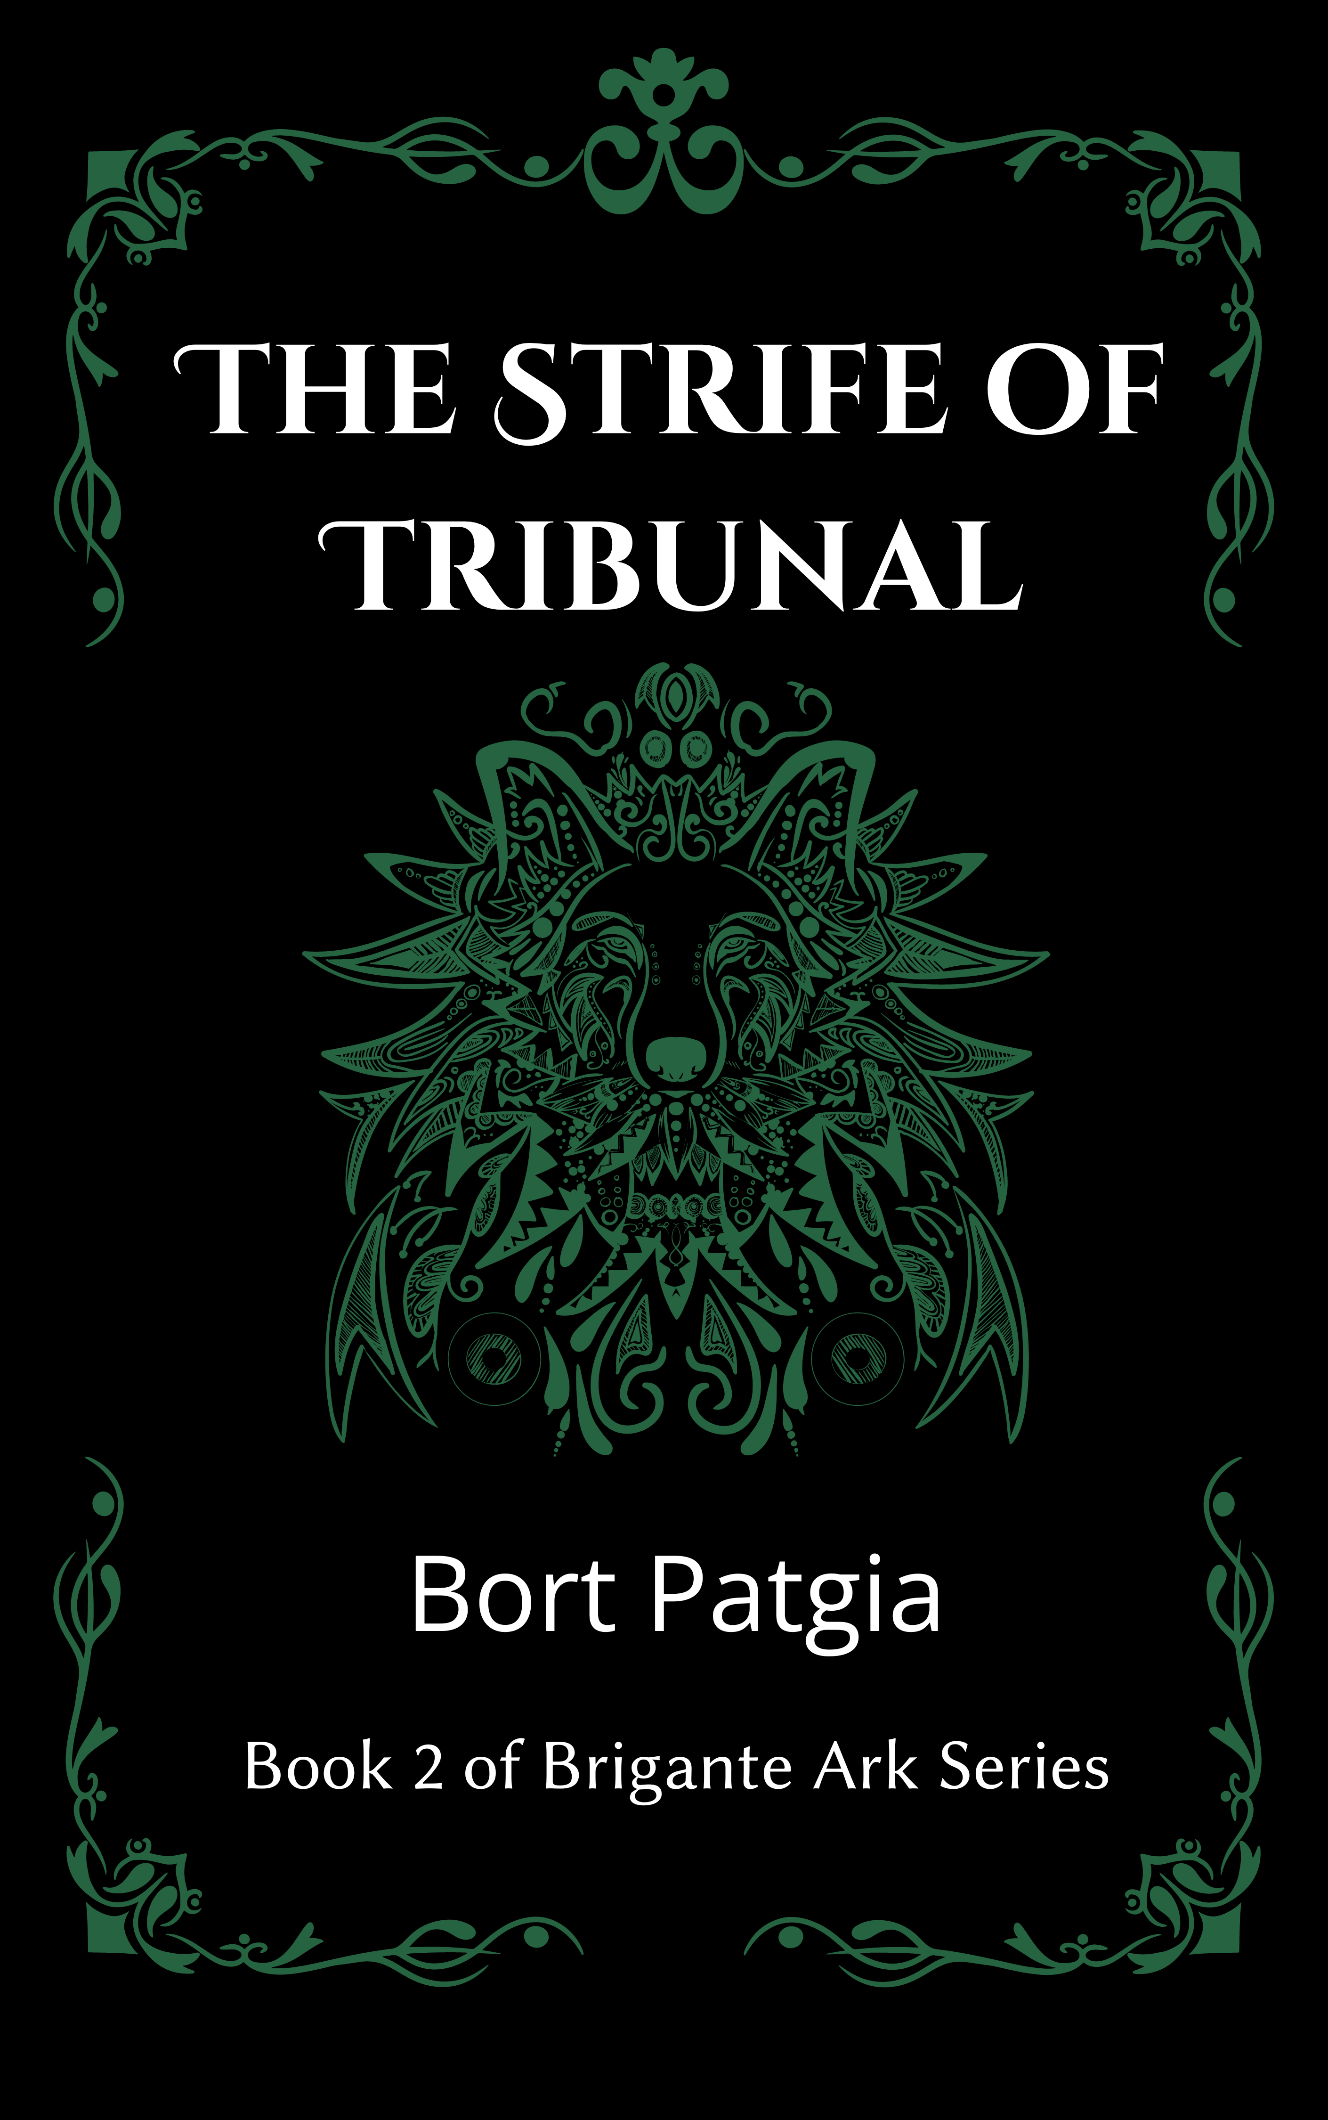 The Strife of
Tribunal
Bort Patgia
Book 2 of Brigante Ark Series